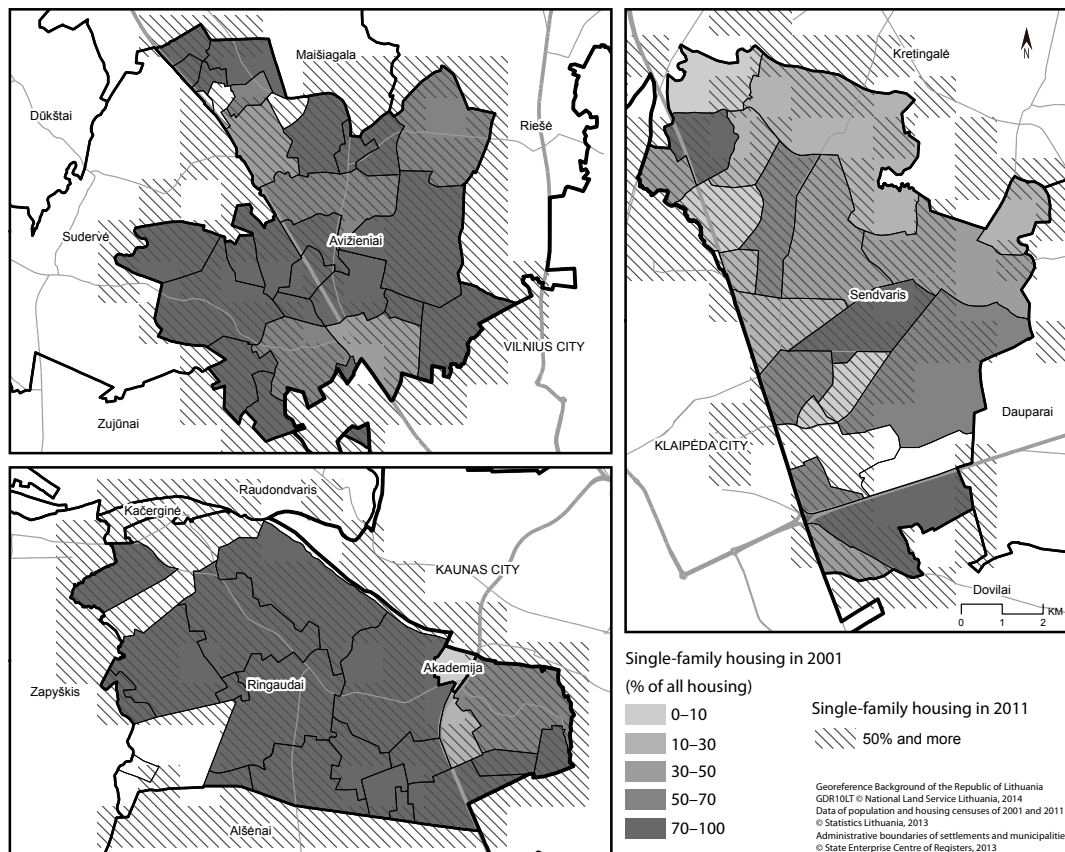 Maišiagala
Dūkštai
Riešė
Sudervė
Avižieniai
VILNIUS CITY
Zujūnai
Kretingalė
N
Sendvaris
KLAIPĖDA CITY
Dauparai
Dovilai
0 1 2 KM
Raudondvaris
Kačerginė
KAUNAS CITY
Akademija
Zapyškis
Ringaudai
Alšėnai
Single-family housing in 2001
(% of all housing)
0–10
10–30
30–50
50–70
70–100
Single-family housing in 2011
50% and more
Georeference Background of the Republic of Lithuania
GDR10LT © National Land Service Lithuania, 2014
Data of population and housing censuses of 2001 and 2011
© Statistics Lithuania, 2013
Administrative boundaries of settlements and municipalities
© State Enterprise Centre of Registers, 2013